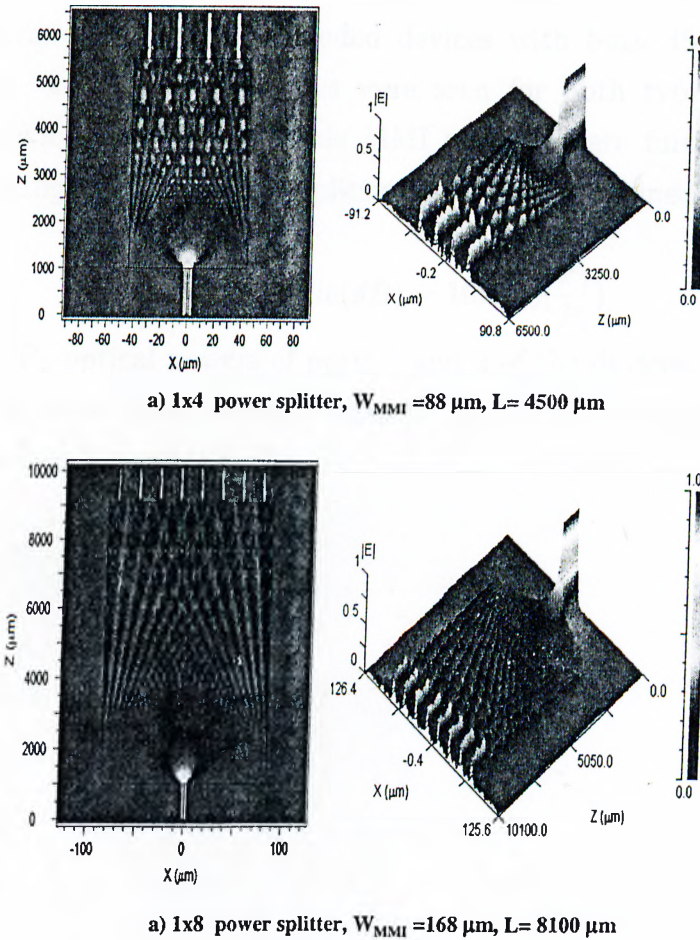 6000
5000
4000
3000
2000
1000
0
Z (µm)
-80 -60 -40 -20 0 20 40 60 80
X (µm)
1 |E|
0.5
0
-91.2
-0.2
X (µm)
90.8
6500.0
3250.0
Z (µm)
0.0
0.0
a) 1x4 power splitter, W_MMI =88 µm, L= 4500 µm
10000
8000
6000
4000
2000
0
Z (µm)
-100 0 100
X (µm)
1 |E|
0.5
0
126.4
-0.4
X (µm)
125.6
10100.0
5050.0
Z (µm)
0.0
1.0
0.0
a) 1x8 power splitter, W_MMI =168 µm, L= 8100 µm